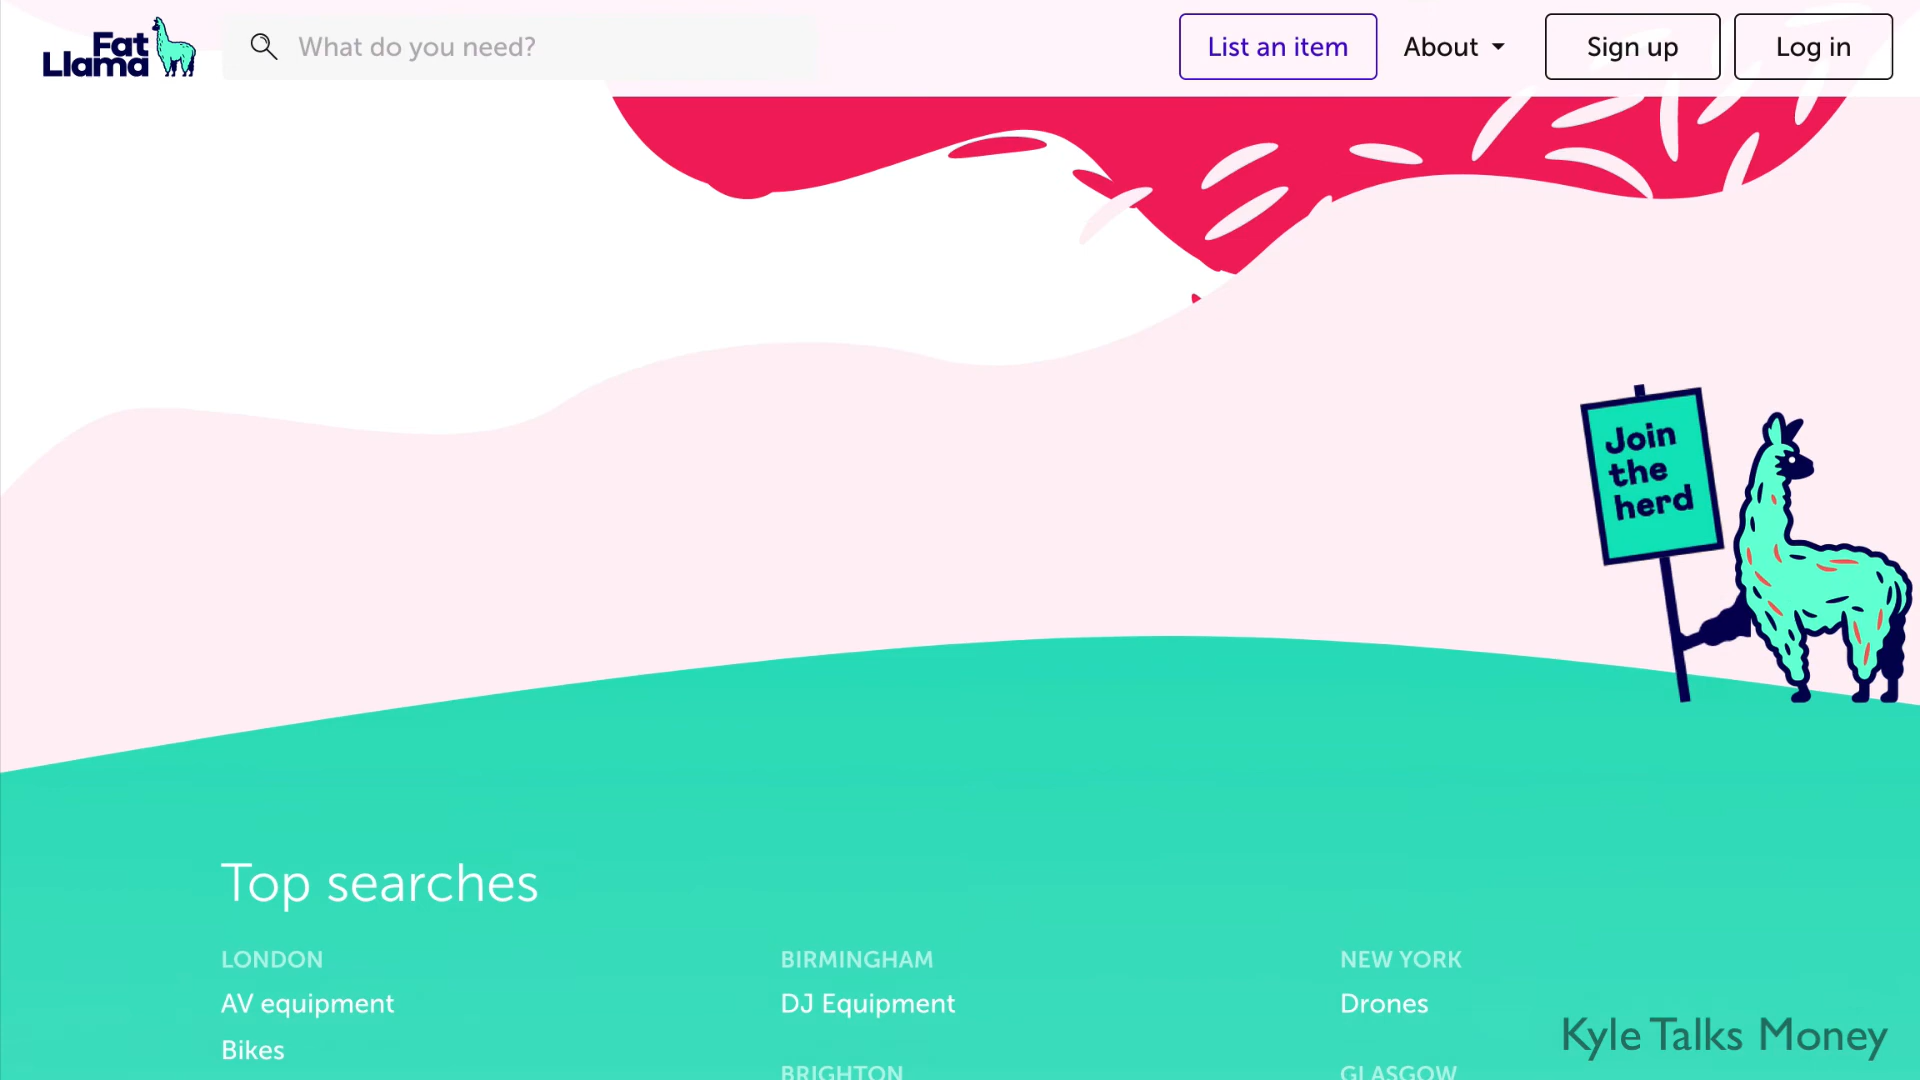 Fat
Llama
What do you need?
List an item
About
Sign up
Log in
Join
the
herd
Top searches
LONDON
BIRMINGHAM
NEW YORK
AV equipment
DJ Equipment
Drones
Bikes
BRIGHTON
GLASGOW
Kyle Talks Money